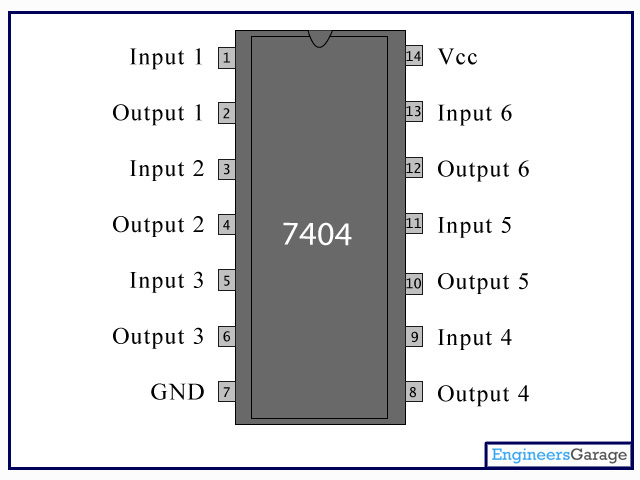 Input 1 1 14 Vcc
Output 1 2 13 Input 6
Input 2 3 12 Output 6
Output 2 4 11 Input 5
Input 3 5 10 Output 5
Output 3 6 9 Input 4
GND 7 8 Output 4
7404
EngineersGarage